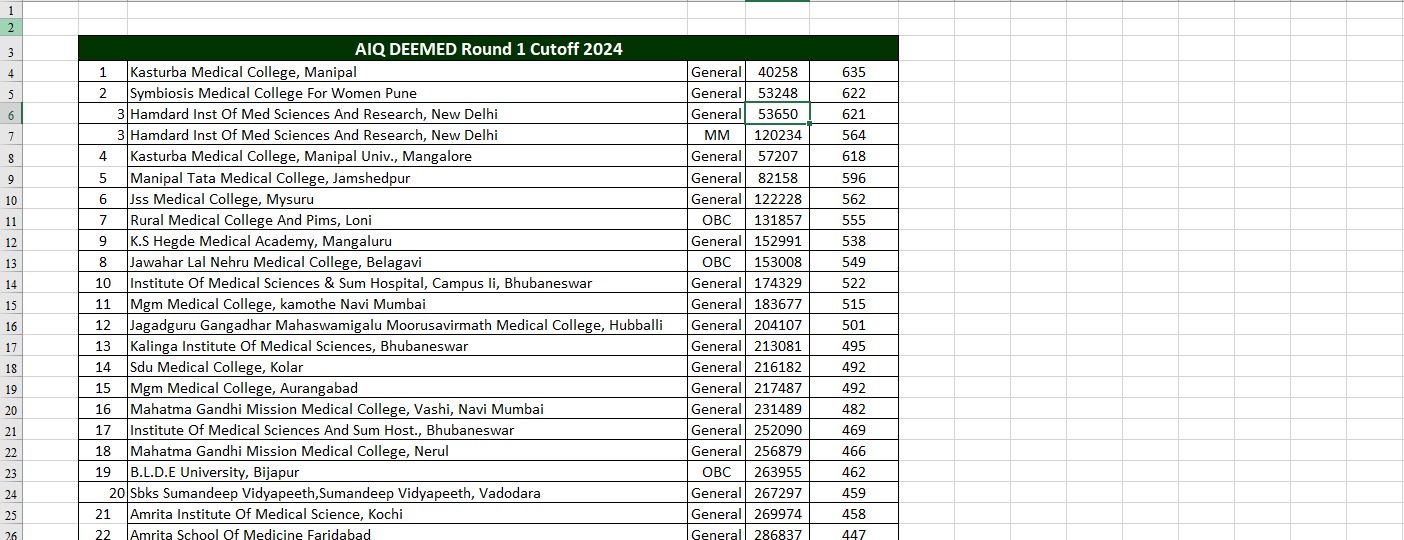 1
2
3 AIQ DEEMED Round 1 Cutoff 2024
4 1 Kasturba Medical College, Manipal General 40258 635
5 2 Symbiosis Medical College For Women Pune General 53248 622
6 3 Hamdard Inst Of Med Sciences And Research, New Delhi General 53650 621
7 3 Hamdard Inst Of Med Sciences And Research, New Delhi MM 120234 564
8 4 Kasturba Medical College, Manipal Univ., Mangalore General 57207 618
9 5 Manipal Tata Medical College, Jamshedpur General 82158 596
10 6 Jss Medical College, Mysuru General 122228 562
11 7 Rural Medical College And Pims, Loni OBC 131857 555
12 9 K.S Hegde Medical Academy, Mangaluru General 152991 538
13 8 Jawahar Lal Nehru Medical College, Belagavi OBC 153008 549
14 10 Institute Of Medical Sciences & Sum Hospital, Campus Ii, Bhubaneswar General 174329 522
15 11 Mgm Medical College, kamothe Navi Mumbai General 183677 515
16 12 Jagadguru Gangadhar Mahaswamigalu Moorusavirmath Medical College, Hubballi General 204107 501
17 13 Kalinga Institute Of Medical Sciences, Bhubaneswar General 213081 495
18 14 Sdu Medical College, Kolar General 216182 492
19 15 Mgm Medical College, Aurangabad General 217487 492
20 16 Mahatma Gandhi Mission Medical College, Vashi, Navi Mumbai General 231489 482
21 17 Institute Of Medical Sciences And Sum Host., Bhubaneswar General 252090 469
22 18 Mahatma Gandhi Mission Medical College, Nerul General 256879 466
23 19 B.L.D.E University, Bijapur OBC 263955 462
24 20 Sbks Sumandeep Vidyapeeth,Sumandeep Vidyapeeth, Vadodara General 267297 459
25 21 Amrita Institute Of Medical Science, Kochi General 269974 458
26 22 Amrita School Of Medicine Faridabad General 286837 447